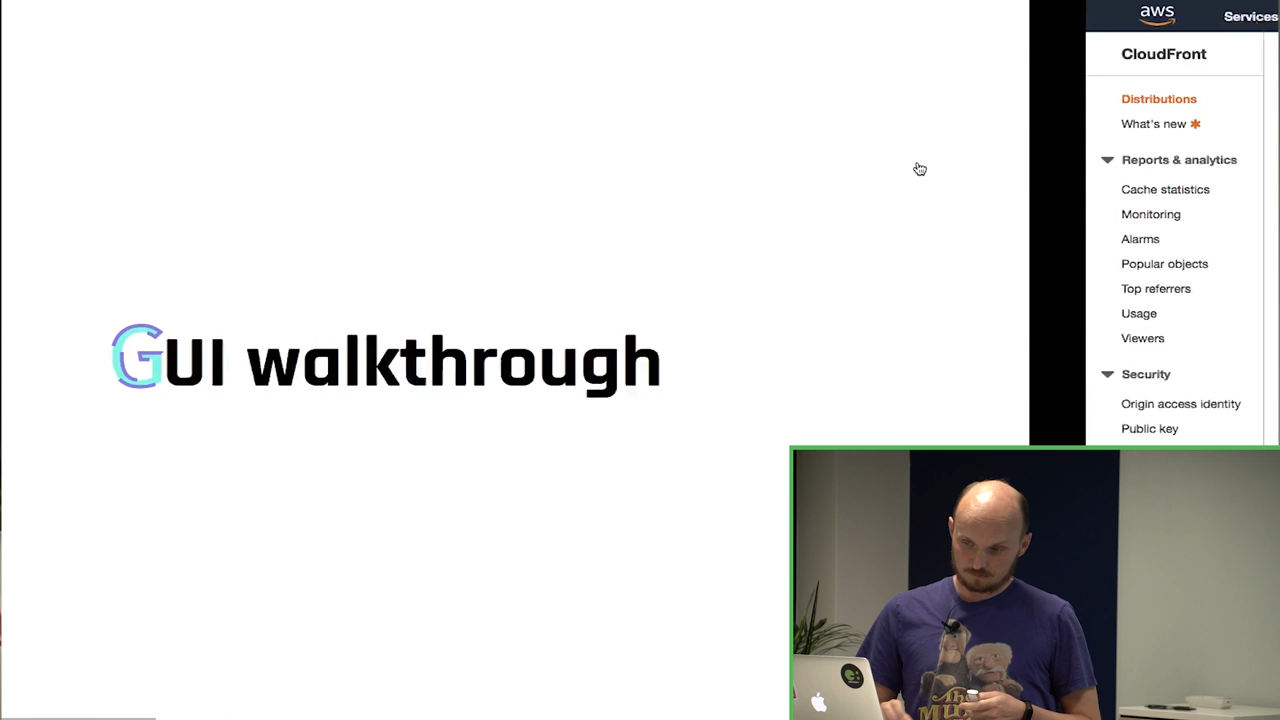 GUI walkthrough
aws
Services
CloudFront
Distributions
What's new
Reports & analytics
Cache statistics
Monitoring
Alarms
Popular objects
Top referrers
Usage
Viewers
Security
Origin access identity
Public key
The